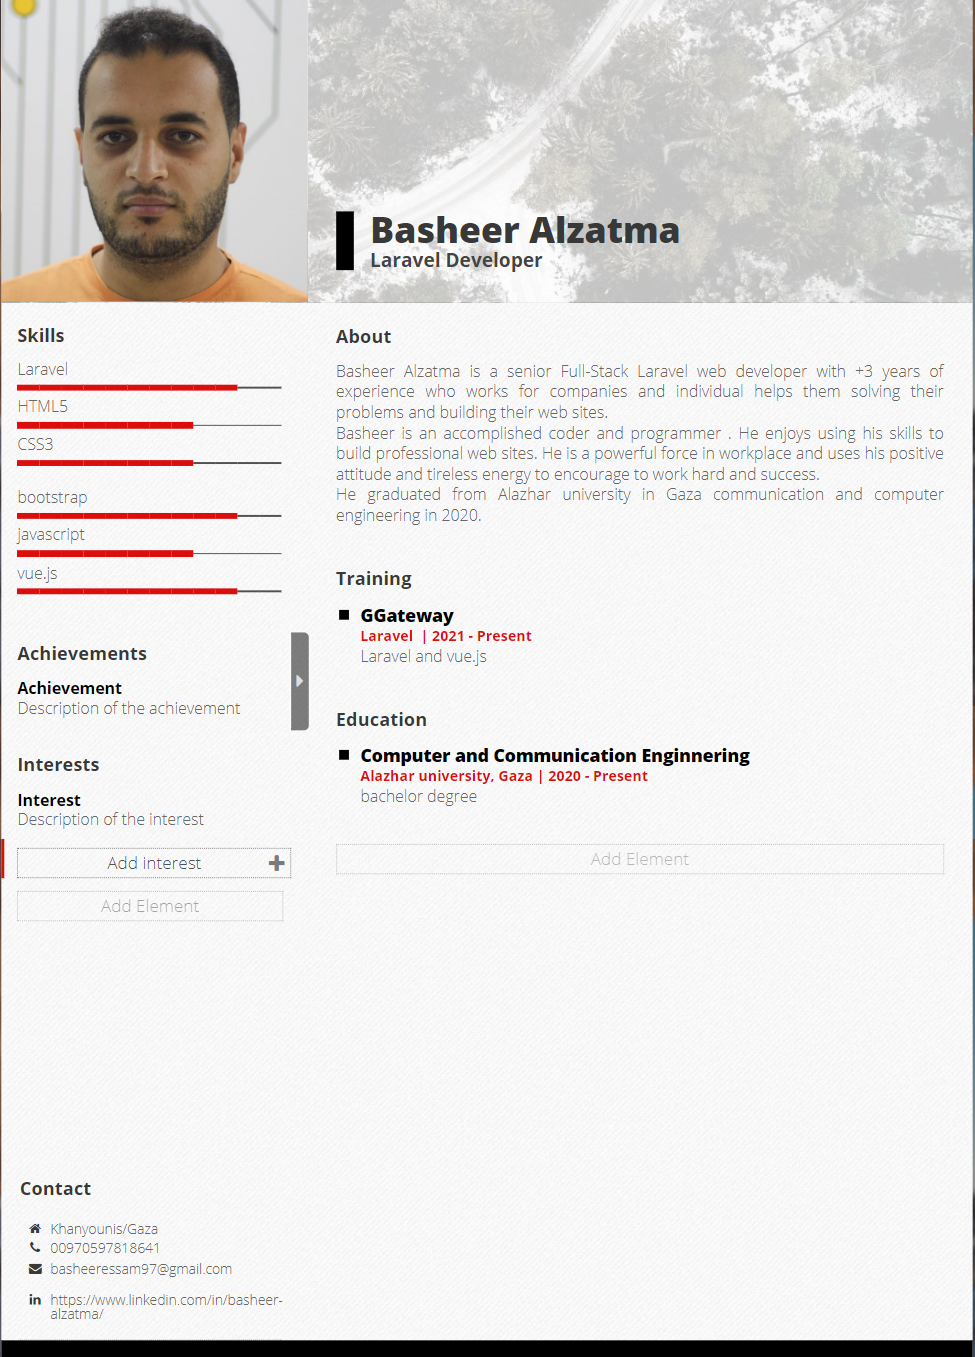 Basheer Alzatma
Laravel Developer
Skills
Laravel
HTML5
CSS3
bootstrap
javascript
vue.js
Achievements
Achievement
Description of the achievement
Interests
Interest
Description of the interest
Add interest
Add Element
Contact
Khanyounis/Gaza
00970597818641
basheeressam97@gmail.com
in https://www.linkedin.com/in/basheer-
alzatma/
About
Basheer Alzatma is a senior Full-Stack Laravel web developer with +3 years of
experience who works for companies and individual helps them solving their
problems and building their web sites.
Basheer is an accomplished coder and programmer . He enjoys using his skills to
build professional web sites. He is a powerful force in workplace and uses his positive
attitude and tireless energy to encourage to work hard and success.
He graduated from Alazhar university in Gaza communication and computer
engineering in 2020.
Training
GGateway
Laravel | 2021 - Present
Laravel and vue.js
Education
Computer and Communication Enginnering
Alazhar university, Gaza | 2020 - Present
bachelor degree
Add Element